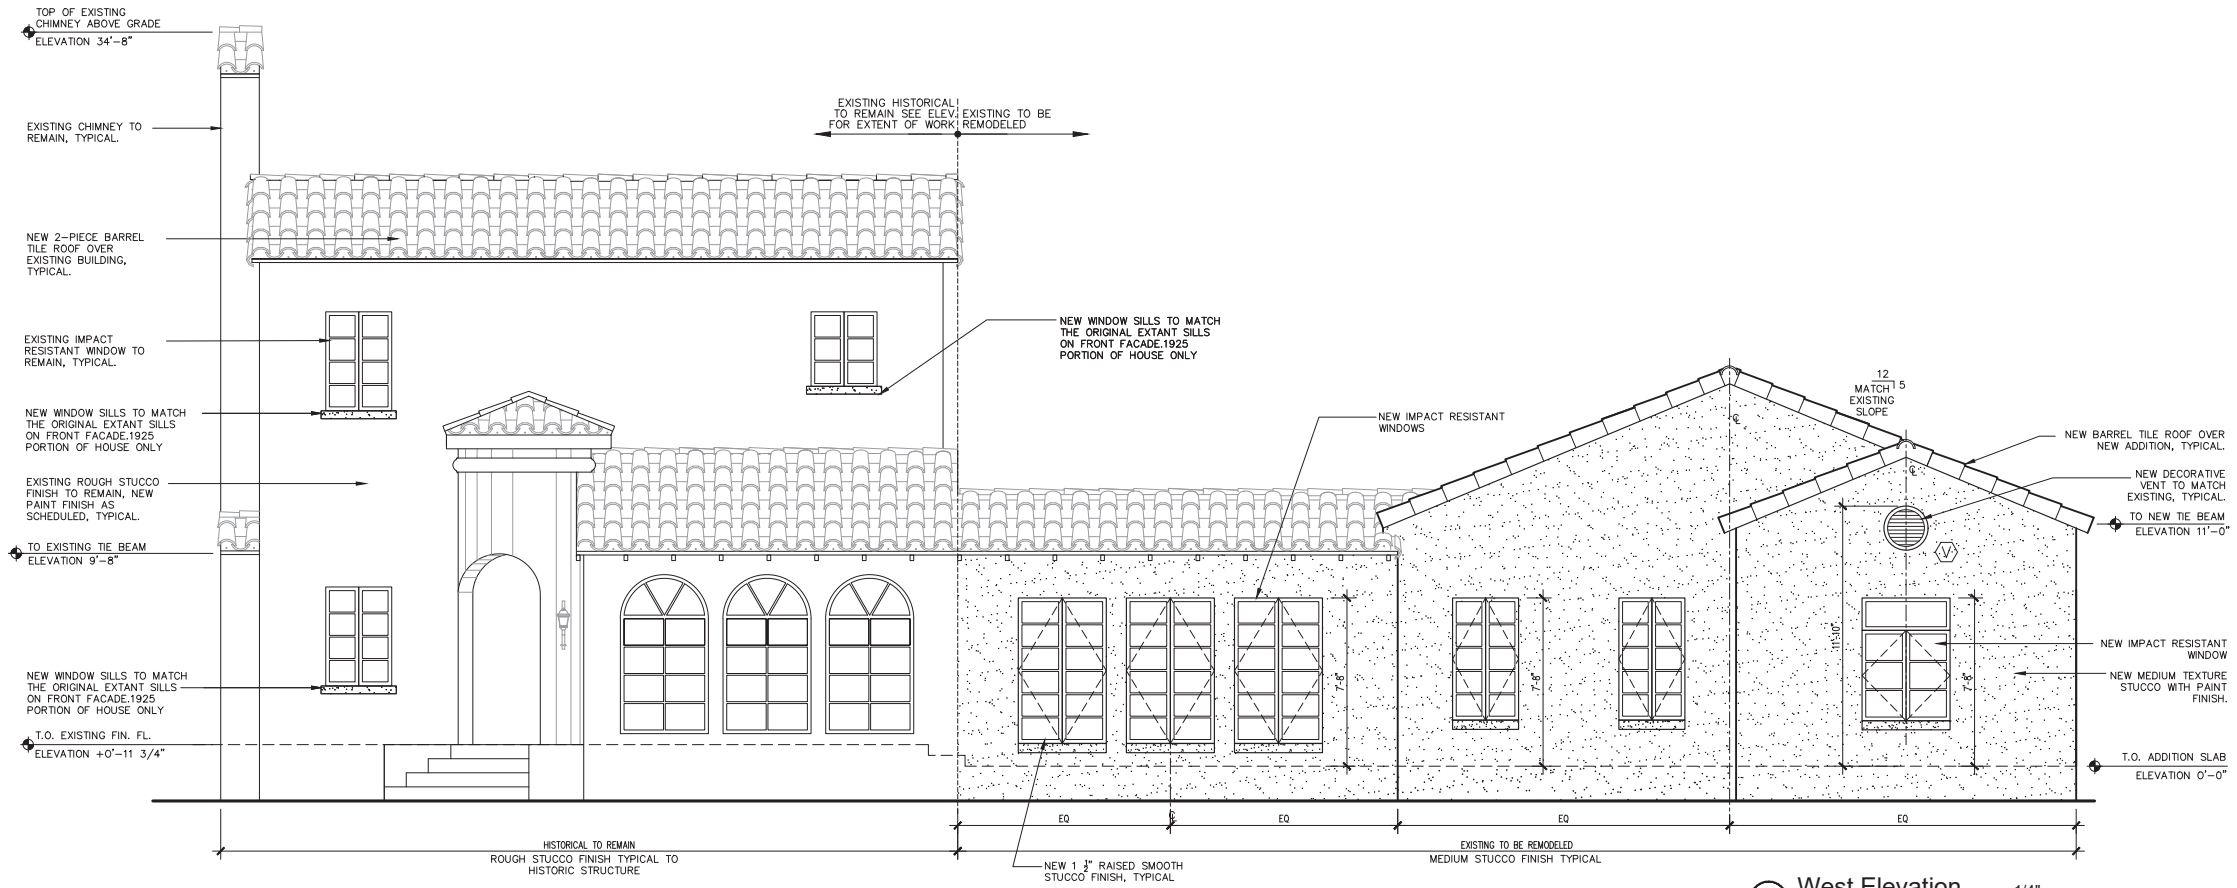 TOP OF EXISTING
CHIMNEY ABOVE GRADE
ELEVATION 34'-8"
EXISTING CHIMNEY TO
REMAIN, TYPICAL.
NEW 2-PIECE BARREL
TILE ROOF OVER
EXISTING BUILDING,
TYPICAL.
EXISTING IMPACT
RESISTANT WINDOW TO
REMAIN, TYPICAL.
NEW WINDOW SILLS TO MATCH
THE ORIGINAL EXTANT SILLS
ON FRONT FACADE.1925
PORTION OF HOUSE ONLY
EXISTING ROUGH STUCCO
FINISH TO REMAIN, NEW
PAINT FINISH AS
SCHEDULED, TYPICAL.
TO EXISTING TIE BEAM
ELEVATION 9'-8"
NEW WINDOW SILLS TO MATCH
THE ORIGINAL EXTANT SILLS
ON FRONT FACADE.1925
PORTION OF HOUSE ONLY
T.O. EXISTING FIN. FL.
ELEVATION +0'-11 3/4"
EXISTING HISTORICAL
TO REMAIN SEE ELEV.
FOR EXTENT OF WORK
EXISTING TO BE
REMODELED
NEW WINDOW SILLS TO MATCH
THE ORIGINAL EXTANT SILLS
ON FRONT FACADE.1925
PORTION OF HOUSE ONLY
NEW IMPACT RESISTANT
WINDOWS
12
5
MATCH
EXISTING
SLOPE
NEW BARREL TILE ROOF OVER
NEW ADDITION, TYPICAL.
NEW DECORATIVE
VENT TO MATCH
EXISTING, TYPICAL.
TO NEW TIE BEAM
ELEVATION 11'-0"
V
11'-10"
7'-8"
7'-8"
7'-8"
NEW IMPACT RESISTANT
WINDOW
NEW MEDIUM TEXTURE
STUCCO WITH PAINT
FINISH.
T.O. ADDITION SLAB
ELEVATION 0'-0"
EQ
EQ
EQ
EQ
HISTORICAL TO REMAIN
ROUGH STUCCO FINISH TYPICAL TO
HISTORIC STRUCTURE
EXISTING TO BE REMODELED
MEDIUM STUCCO FINISH TYPICAL
NEW 1 1/2" RAISED SMOOTH
STUCCO FINISH, TYPICAL
West Elevation
1/4"